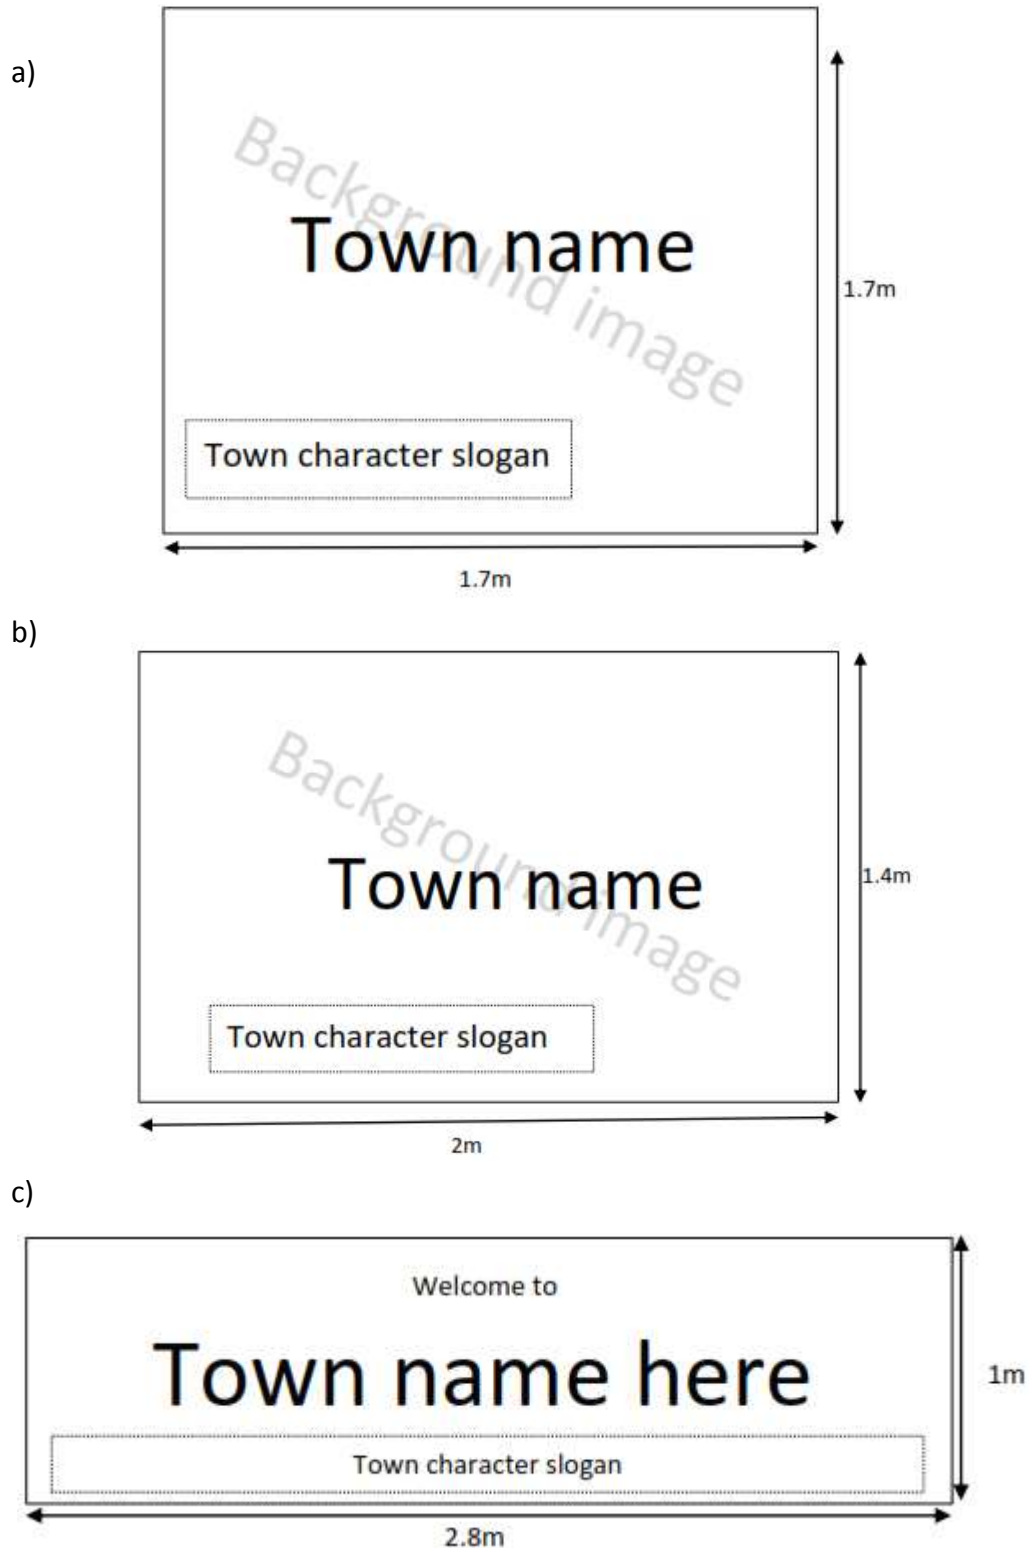 a)
Background image
Town name
1.7m
Town character slogan
1.7m
b)
Background image
Town name
1.4m
Town character slogan
2m
c)
Welcome to
Town name here
1m
Town character slogan
2.8m